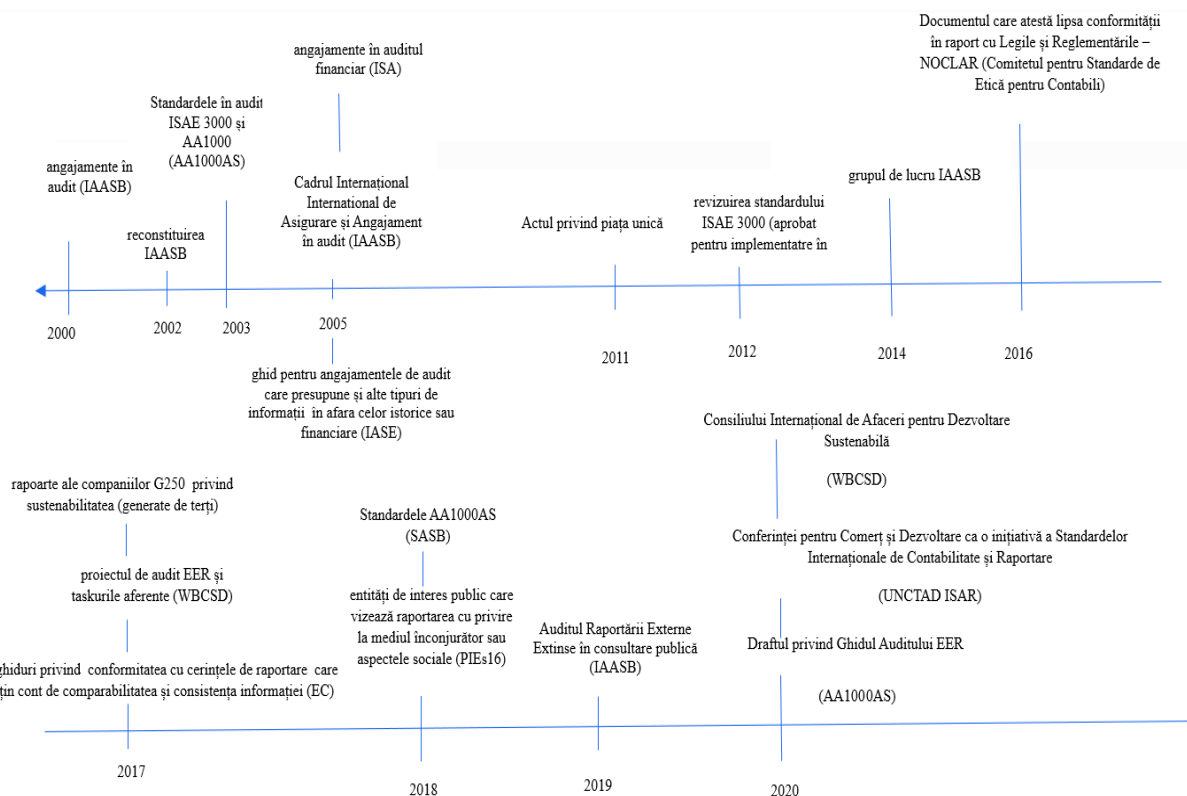 Documentul care atestă lipsa conformității
în raport cu Legile și Reglementările –
NOCLAR (Comitetul pentru Standarde de
Etică pentru Contabili)
angajamente în auditul
financiar (ISA)
Standardele în audit
ISAE 3000 și
AA1000
(AA1000AS)
angajamente în
audit (IAASB)
reconstituirea
IAASB
Cadrul Internațional
International de
Asigurare și Angajament
în audit (IAASB)
Actul privind piața unică
revizuirea standardului
ISAE 3000 (aprobat
pentru implementatre în
grupul de lucru IAASB
2000
2002
2003
2005
2011
2012
2014
2016
ghid pentru angajamentele de audit
care presupune și alte tipuri de
informații în afara celor istorice sau
financiare (IASE)
rapoarte ale companiilor G250 privind
sustenabilitatea (generate de terți)
proiectul de audit EER și
taskurile aferente (WBCSD)
ghiduri privind conformitatea cu cerințele de raportare care
țin cont de comparabilitatea și consistența informației (EC)
Standardele AA1000AS
(SASB)
entități de interes public care
vizează raportarea cu privire
la mediul înconjurător sau
aspectele sociale (PIEs16)
Auditul Raportării Externe
Extinse în consultare publică
(IAASB)
Consiliului Internațional de Afaceri pentru Dezvoltare
Sustenabilă
(WBCSD)
Conferinței pentru Comerț și Dezvoltare ca o inițiativă a Standardelor
Internaționale de Contabilitate și Raportare
(UNCTAD ISAR)
Draftul privind Ghidul Auditului EER
(AA1000AS)
2017
2018
2019
2020